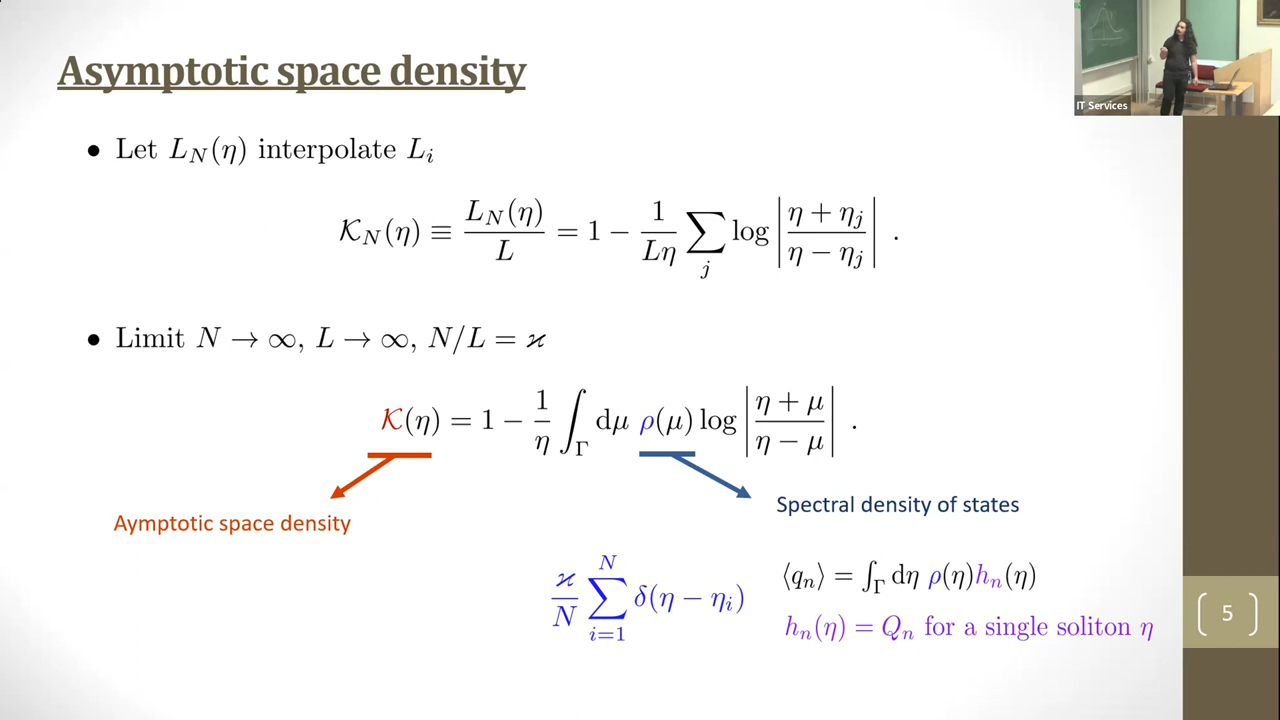 Asymptotic space density
IT Services
• Let L_N(η) interpolate L_i
𝒦_N(η) ≡ L_N(η)/L = 1 − 1/(Lη) ∑_j log |(η + η_j)/(η − η_j)| .
• Limit N → ∞, L → ∞, N/L = ϰ
𝒦(η) = 1 − 1/η ∫_Γ dμ ρ(μ) log |(η + μ)/(η − μ)| .
Aymptotic space density
Spectral density of states
ϰ/N ∑_{i=1}^{N} δ(η − η_i)
⟨q_n⟩ = ∫_Γ dη ρ(η)h_n(η)
h_n(η) = Q_n for a single soliton η
5